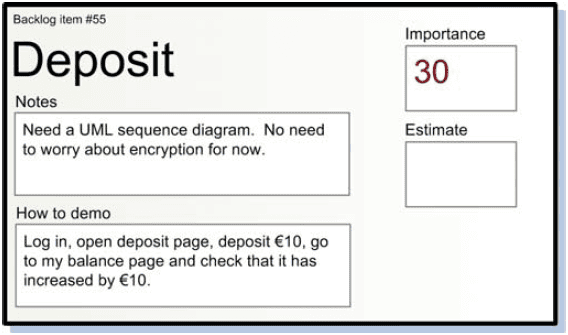 Backlog item #55
Deposit
Notes
Need a UML sequence diagram.  No need
to worry about encryption for now.
How to demo
Log in, open deposit page, deposit €10, go
to my balance page and check that it has
increased by €10.
Importance
30
Estimate